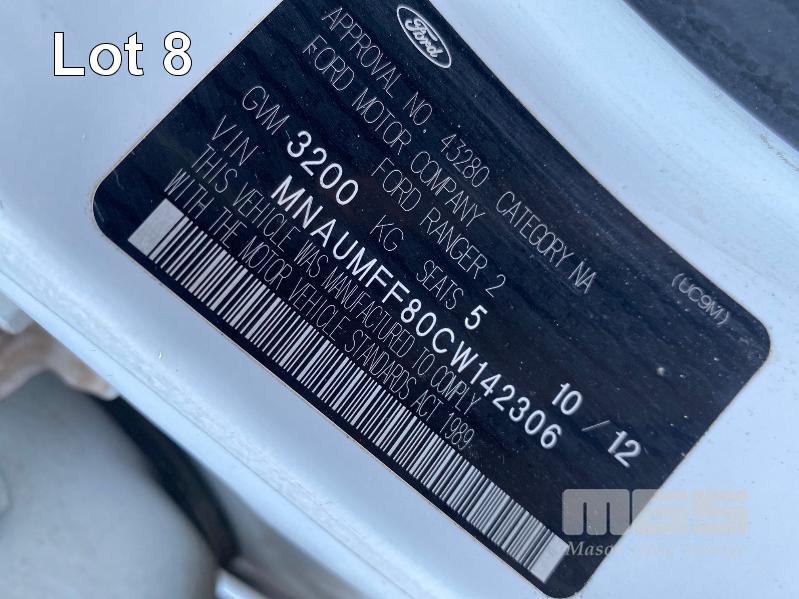 Lot 8
Ford
APPROVAL NO. 43280 CATEGORY NA
FORD MOTOR COMPANY (UC9M)
FORD RANGER 2
GVM 3200 KG SEATS 5 10/12
VIN MNAUMFF80CW142306
THIS VEHICLE WAS MANUFACTURED TO COMPLY
WITH THE MOTOR VEHICLE STANDARDS ACT 1989.
MGS